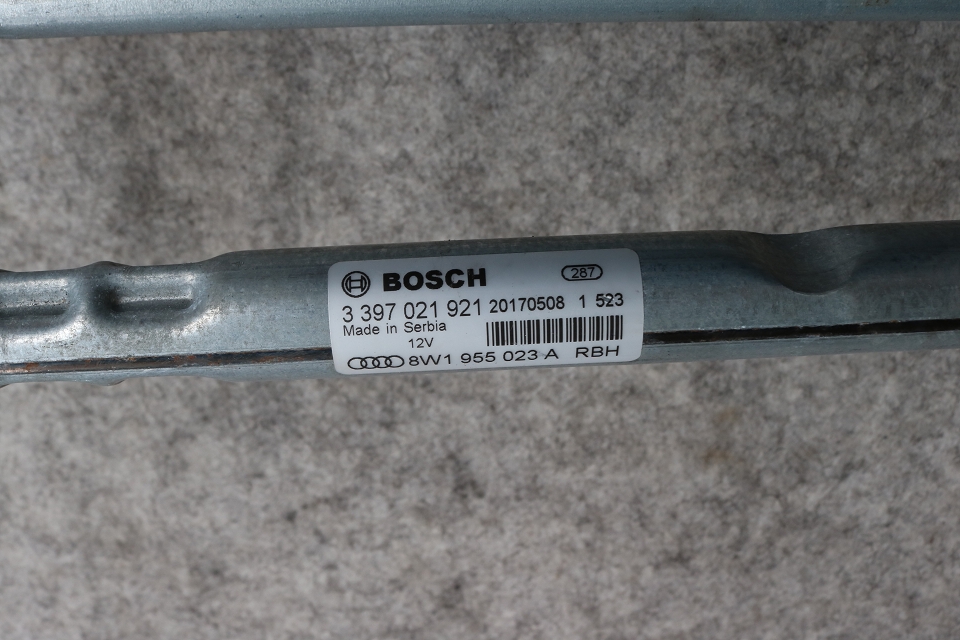 BOSCH 287
3 397 021 921 20170508 1 523
Made in Serbia
12V
8W1 955 023 A RBH